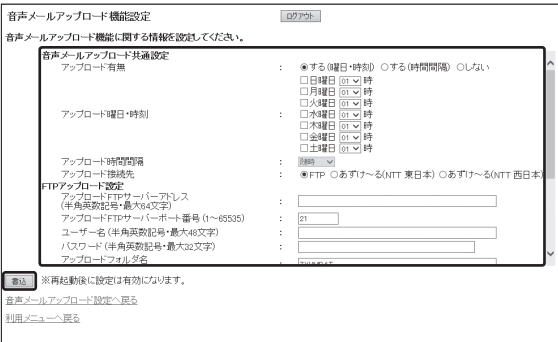 音声メールアップロード機能設定 ログアウト
音声メールアップロード機能に関する情報を設定してください。
音声メールアップロード共通設定
アップロード有無 : ◉する(曜日・時刻) ○する(時間間隔) ○しない
アップロード曜日・時刻 : □日曜日 01 時
□月曜日 01 時
□火曜日 01 時
□水曜日 01 時
□木曜日 01 時
□金曜日 01 時
□土曜日 01 時
アップロード時間間隔 :
アップロード接続先 : ◉FTP ○あずけ~る(NTT 東日本) ○あずけ~る(NTT 西日本)
FTPアップロード設定
アップロードFTPサーバーアドレス
(半角英数記号・最大64文字) :
アップロードFTPサーバーポート番号(1~65535) : 21
ユーザー名(半角英数記号・最大48文字) :
パスワード(半角英数記号・最大32文字) :
アップロードフォルダ名 :
書込 ※再起動後に設定は有効になります。
音声メールアップロード設定へ戻る
利用メニューへ戻る